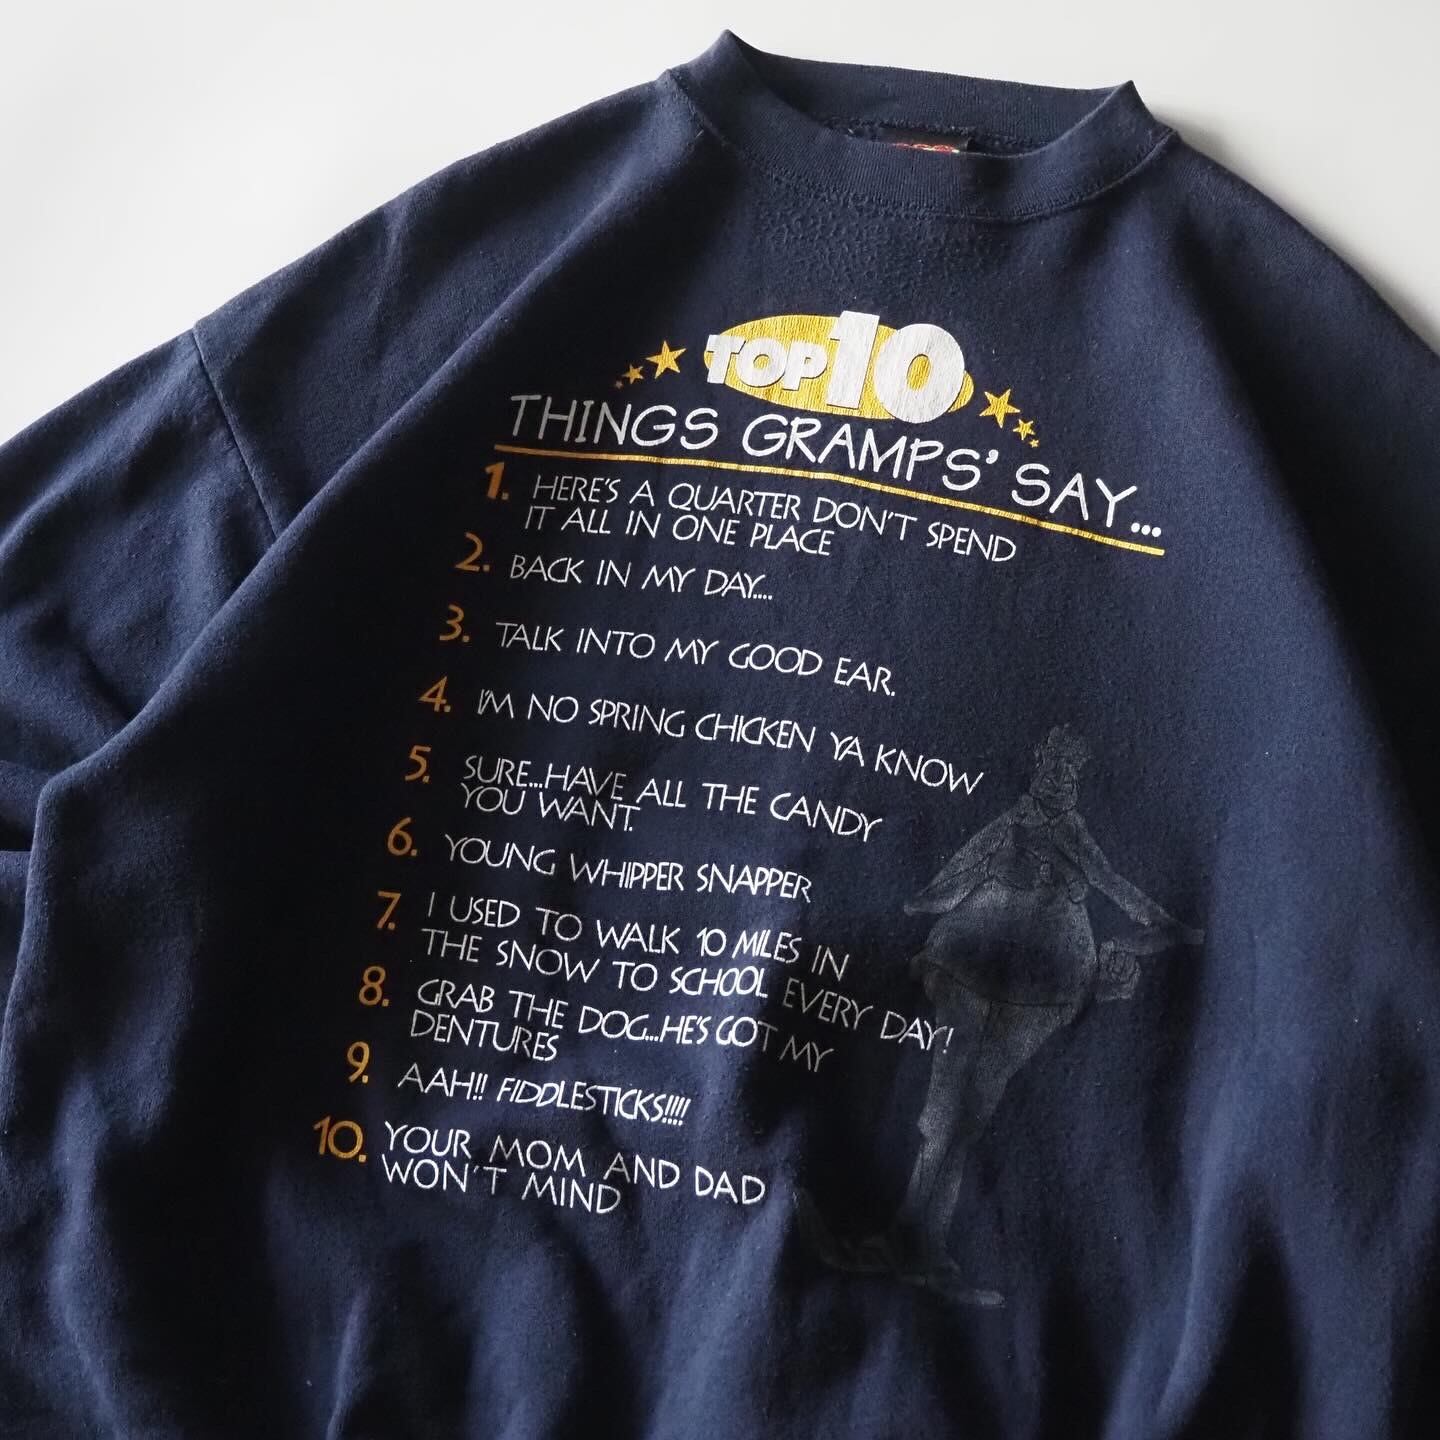 TOP 10
THINGS GRAMPS' SAY...
1. HERE'S A QUARTER DON'T SPEND
IT ALL IN ONE PLACE
2. BACK IN MY DAY....
3. TALK INTO MY GOOD EAR.
4. I'M NO SPRING CHICKEN YA KNOW
5. SURE...HAVE ALL THE CANDY
YOU WANT.
6. YOUNG WHIPPER SNAPPER
7. I USED TO WALK 10 MILES IN
THE SNOW TO SCHOOL EVERY DAY!
8. GRAB THE DOG...HE'S GOT MY
DENTURES
9. AAH!! FIDDLESTICKS!!!!
10. YOUR MOM AND DAD
WON'T MIND